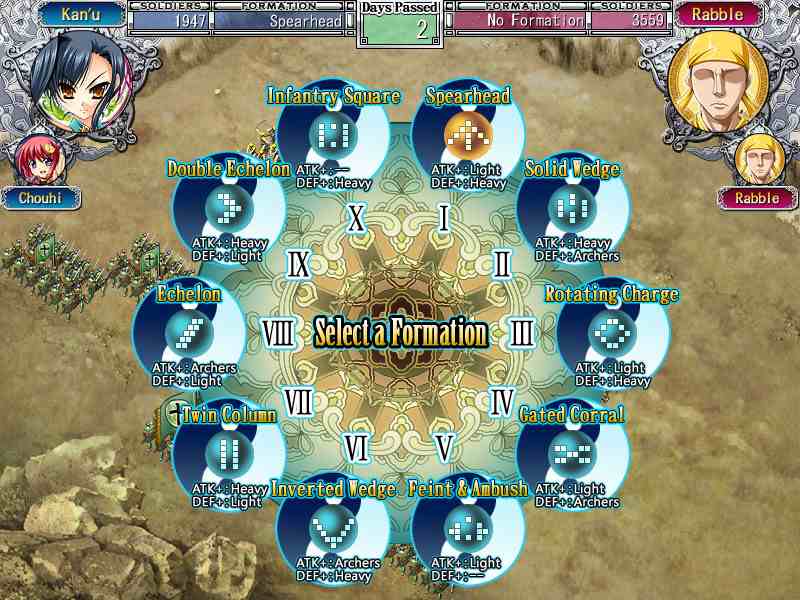 SOLDIERS
FORMATION
Days Passed
FORMATION
SOLDIERS
Kan'u
1947
Spearhead
2
No Formation
3559
Rabble
Chouhi
Rabble
Infantry Square
ATK+:—
DEF+:Heavy
Spearhead
ATK+:Light
DEF+:Heavy
Double Echelon
ATK+:Heavy
DEF+:Light
Solid Wedge
ATK+:Heavy
DEF+:Archers
X
I
IX
II
Echelon
ATK+:Archers
DEF+:Light
VIII
Select a Formation
III
Rotating Charge
ATK+:Light
DEF+:Heavy
VII
IV
VI
V
Twin Column
ATK+:Heavy
DEF+:Light
Gated Corral
ATK+:Light
DEF+:Archers
Inverted Wedge
ATK+:Archers
DEF+:Heavy
Feint & Ambush
ATK+:Light
DEF+:—